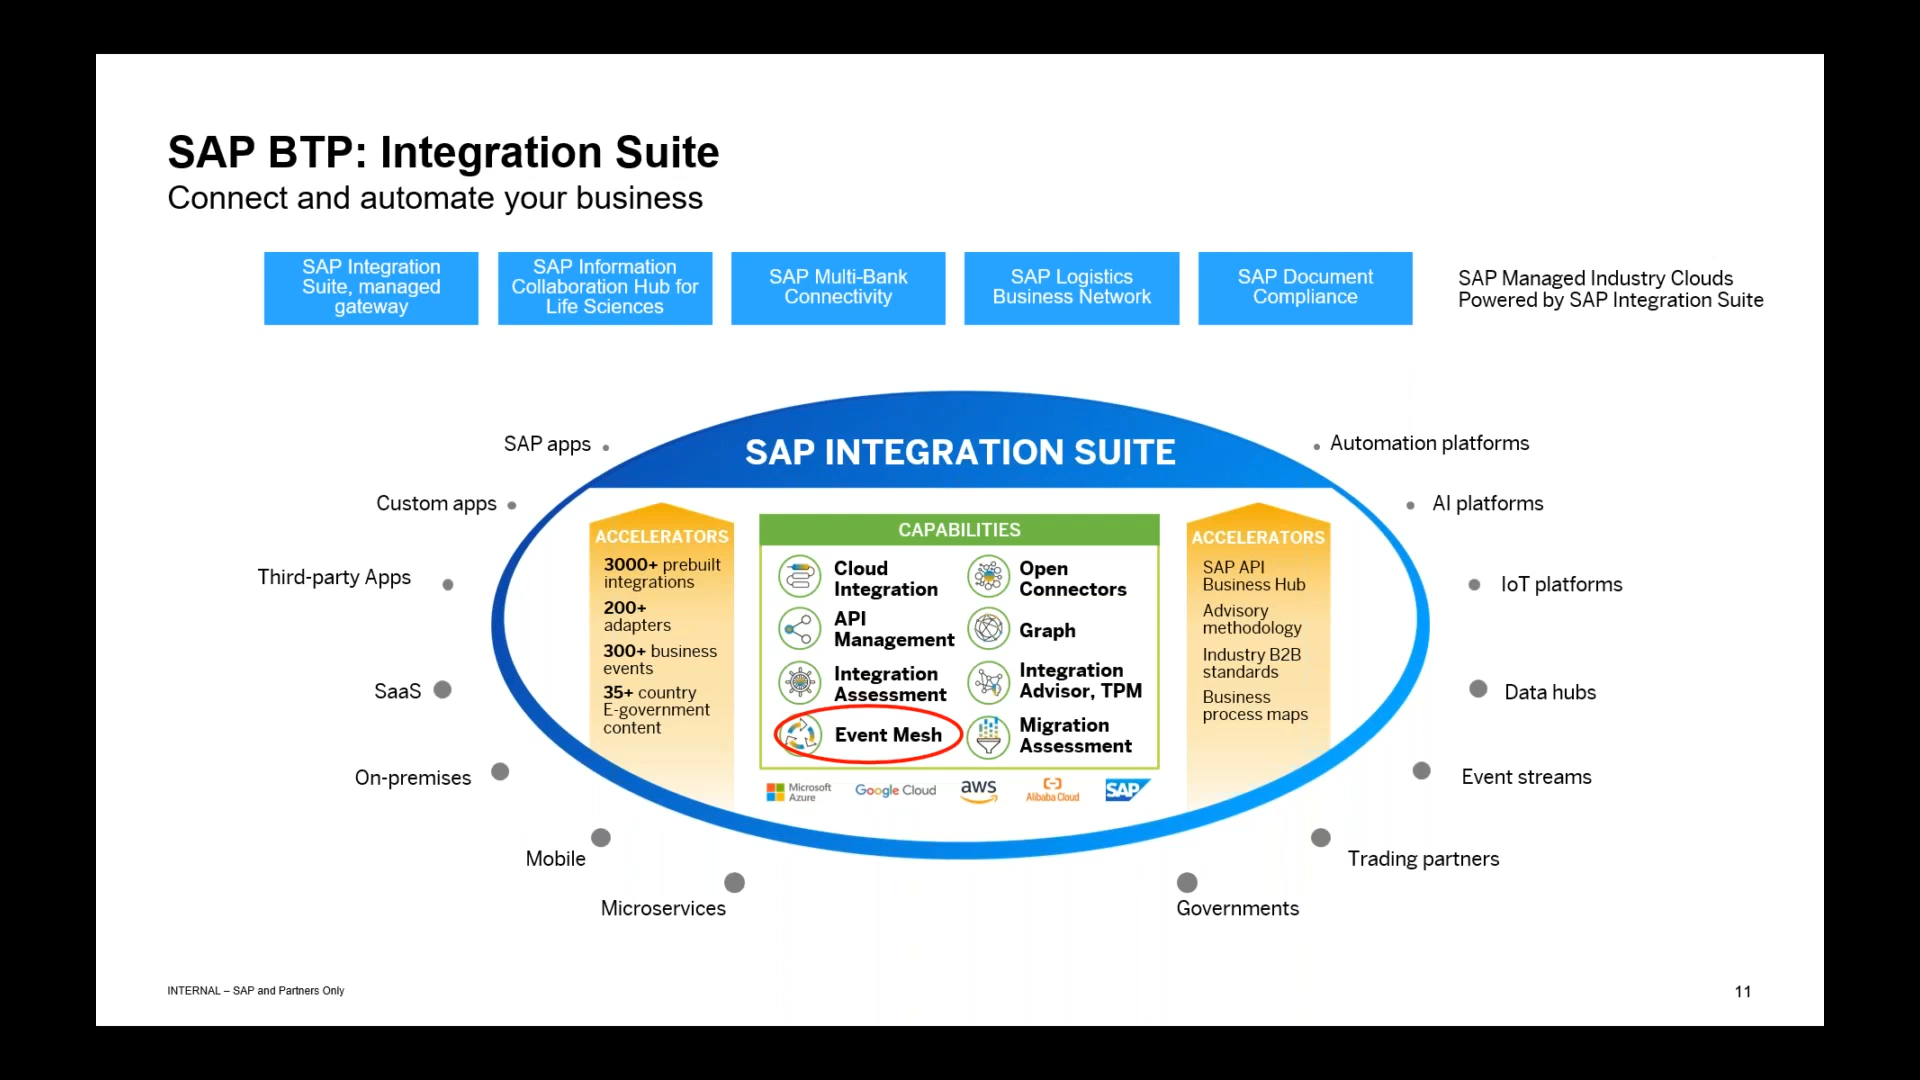 SAP BTP: Integration Suite
Connect and automate your business
SAP Integration
Suite, managed
gateway
SAP Information
Collaboration Hub for
Life Sciences
SAP Multi-Bank
Connectivity
SAP Logistics
Business Network
SAP Document
Compliance
SAP Managed Industry Clouds
Powered by SAP Integration Suite
SAP INTEGRATION SUITE
SAP apps
Custom apps
Third-party Apps
SaaS
On-premises
Mobile
Microservices
ACCELERATORS
3000+ prebuilt
integrations
200+
adapters
300+ business
events
35+ country
E-government
content
CAPABILITIES
Cloud
Integration
Open
Connectors
API
Management
Graph
Integration
Assessment
Integration
Advisor, TPM
Event Mesh
Migration
Assessment
Microsoft
Azure
Google Cloud
aws
Alibaba Cloud
SAP
ACCELERATORS
SAP API
Business Hub
Advisory
methodology
Industry B2B
standards
Business
process maps
Automation platforms
AI platforms
IoT platforms
Data hubs
Event streams
Trading partners
Governments
INTERNAL – SAP and Partners Only
11